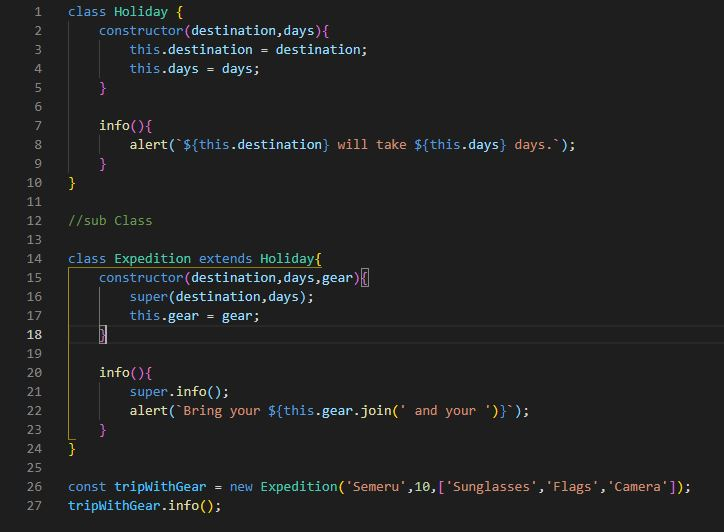 1 class Holiday {
2     constructor(destination,days){
3         this.destination = destination;
4         this.days = days;
5     }
6
7     info(){
8         alert(`${this.destination} will take ${this.days} days.`);
9     }
10 }
11
12 //sub Class
13
14 class Expedition extends Holiday{
15     constructor(destination,days,gear){
16         super(destination,days);
17         this.gear = gear;
18     }
19
20     info(){
21         super.info();
22         alert(`Bring your ${this.gear.join(' and your ')}`);
23     }
24 }
25
26 const tripWithGear = new Expedition('Semeru',10,['Sunglasses','Flags','Camera']);
27 tripWithGear.info();